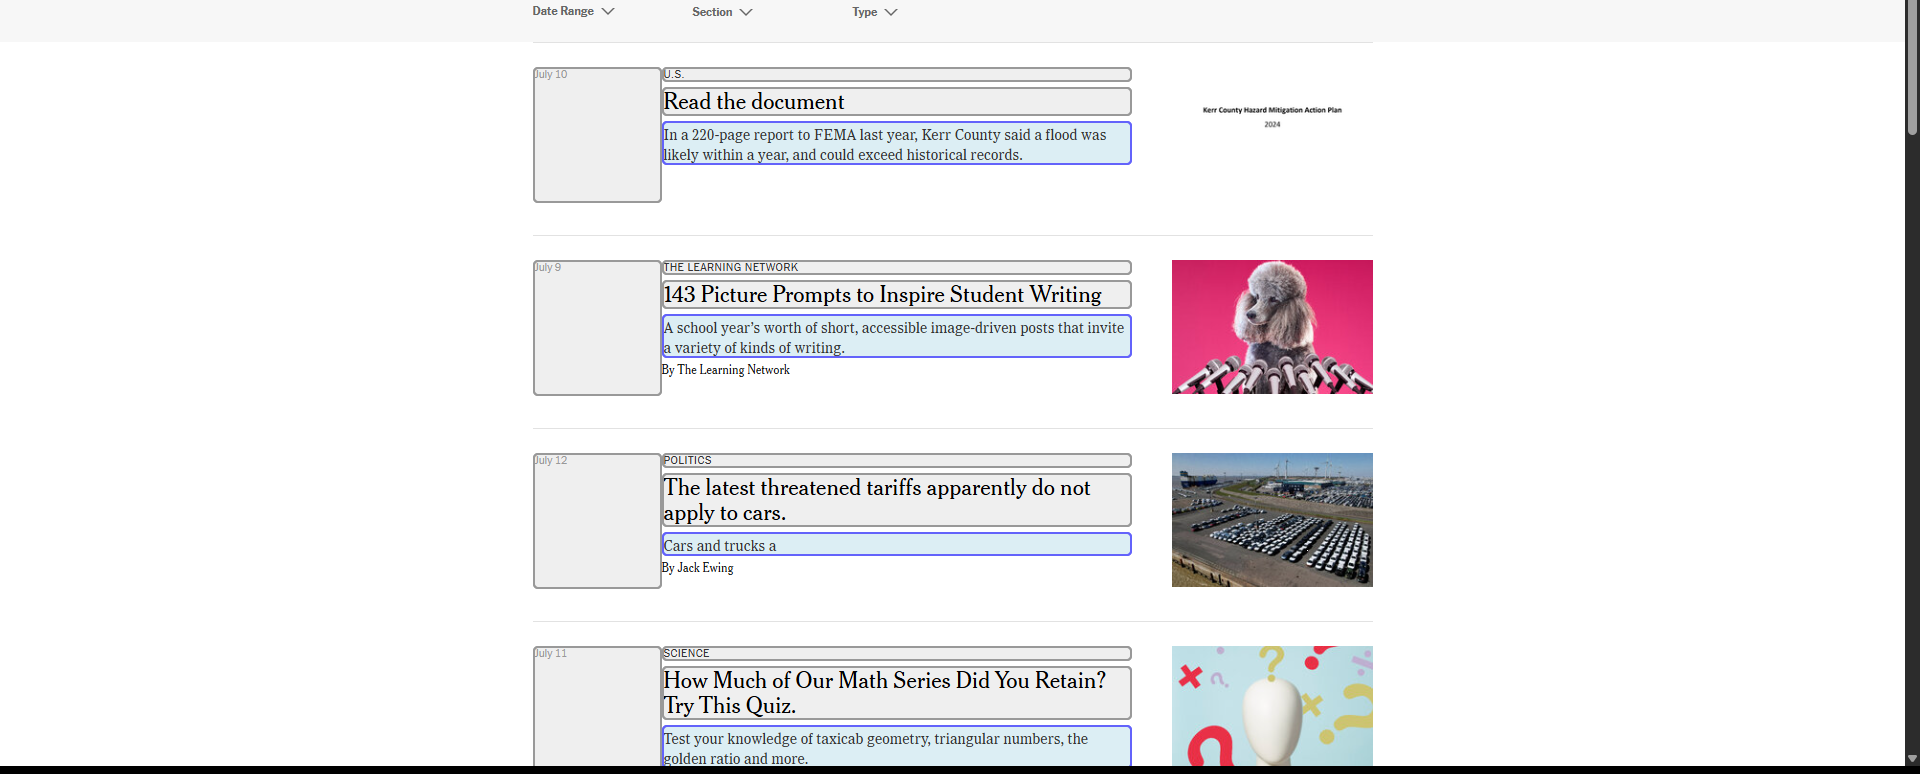 Date Range
Section
Type
July 10
U.S.
Read the document
In a 220-page report to FEMA last year, Kerr County said a flood was
likely within a year, and could exceed historical records.
Kerr County Hazard Mitigation Action Plan
2024
July 9
THE LEARNING NETWORK
143 Picture Prompts to Inspire Student Writing
A school year’s worth of short, accessible image-driven posts that invite
a variety of kinds of writing.
By The Learning Network
July 12
POLITICS
The latest threatened tariffs apparently do not
apply to cars.
Cars and trucks a
By Jack Ewing
July 11
SCIENCE
How Much of Our Math Series Did You Retain?
Try This Quiz.
Test your knowledge of taxicab geometry, triangular numbers, the
golden ratio and more.